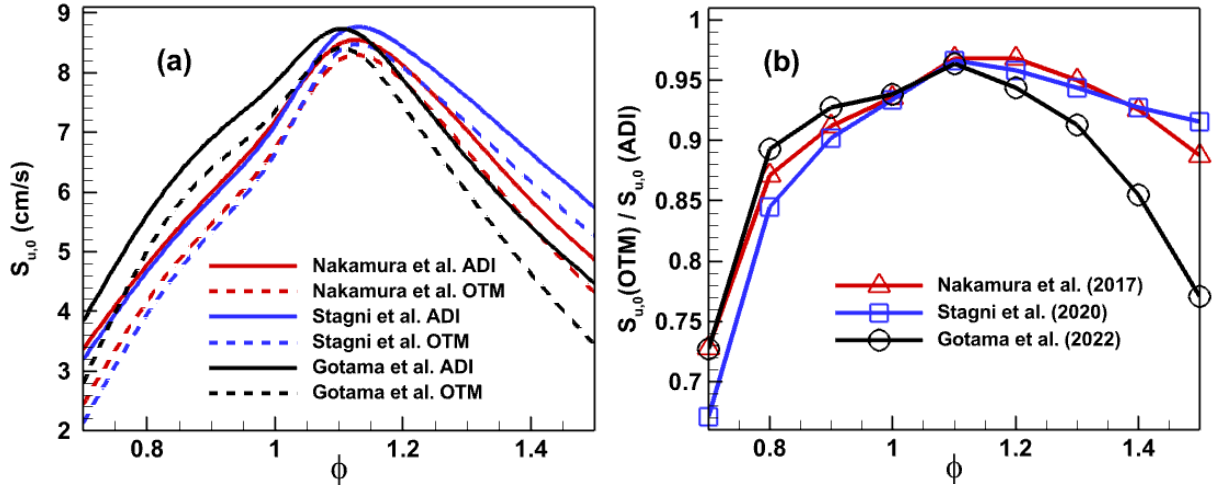 (a)
S_u,0 (cm/s)
9
8
7
6
5
4
3
2
Nakamura et al. ADI
Nakamura et al. OTM
Stagni et al. ADI
Stagni et al. OTM
Gotama et al. ADI
Gotama et al. OTM
0.8 1 1.2 1.4
ϕ
(b)
S_u,0(OTM) / S_u,0 (ADI)
1
0.95
0.9
0.85
0.8
0.75
0.7
Nakamura et al. (2017)
Stagni et al. (2020)
Gotama et al. (2022)
0.8 1 1.2 1.4
ϕ